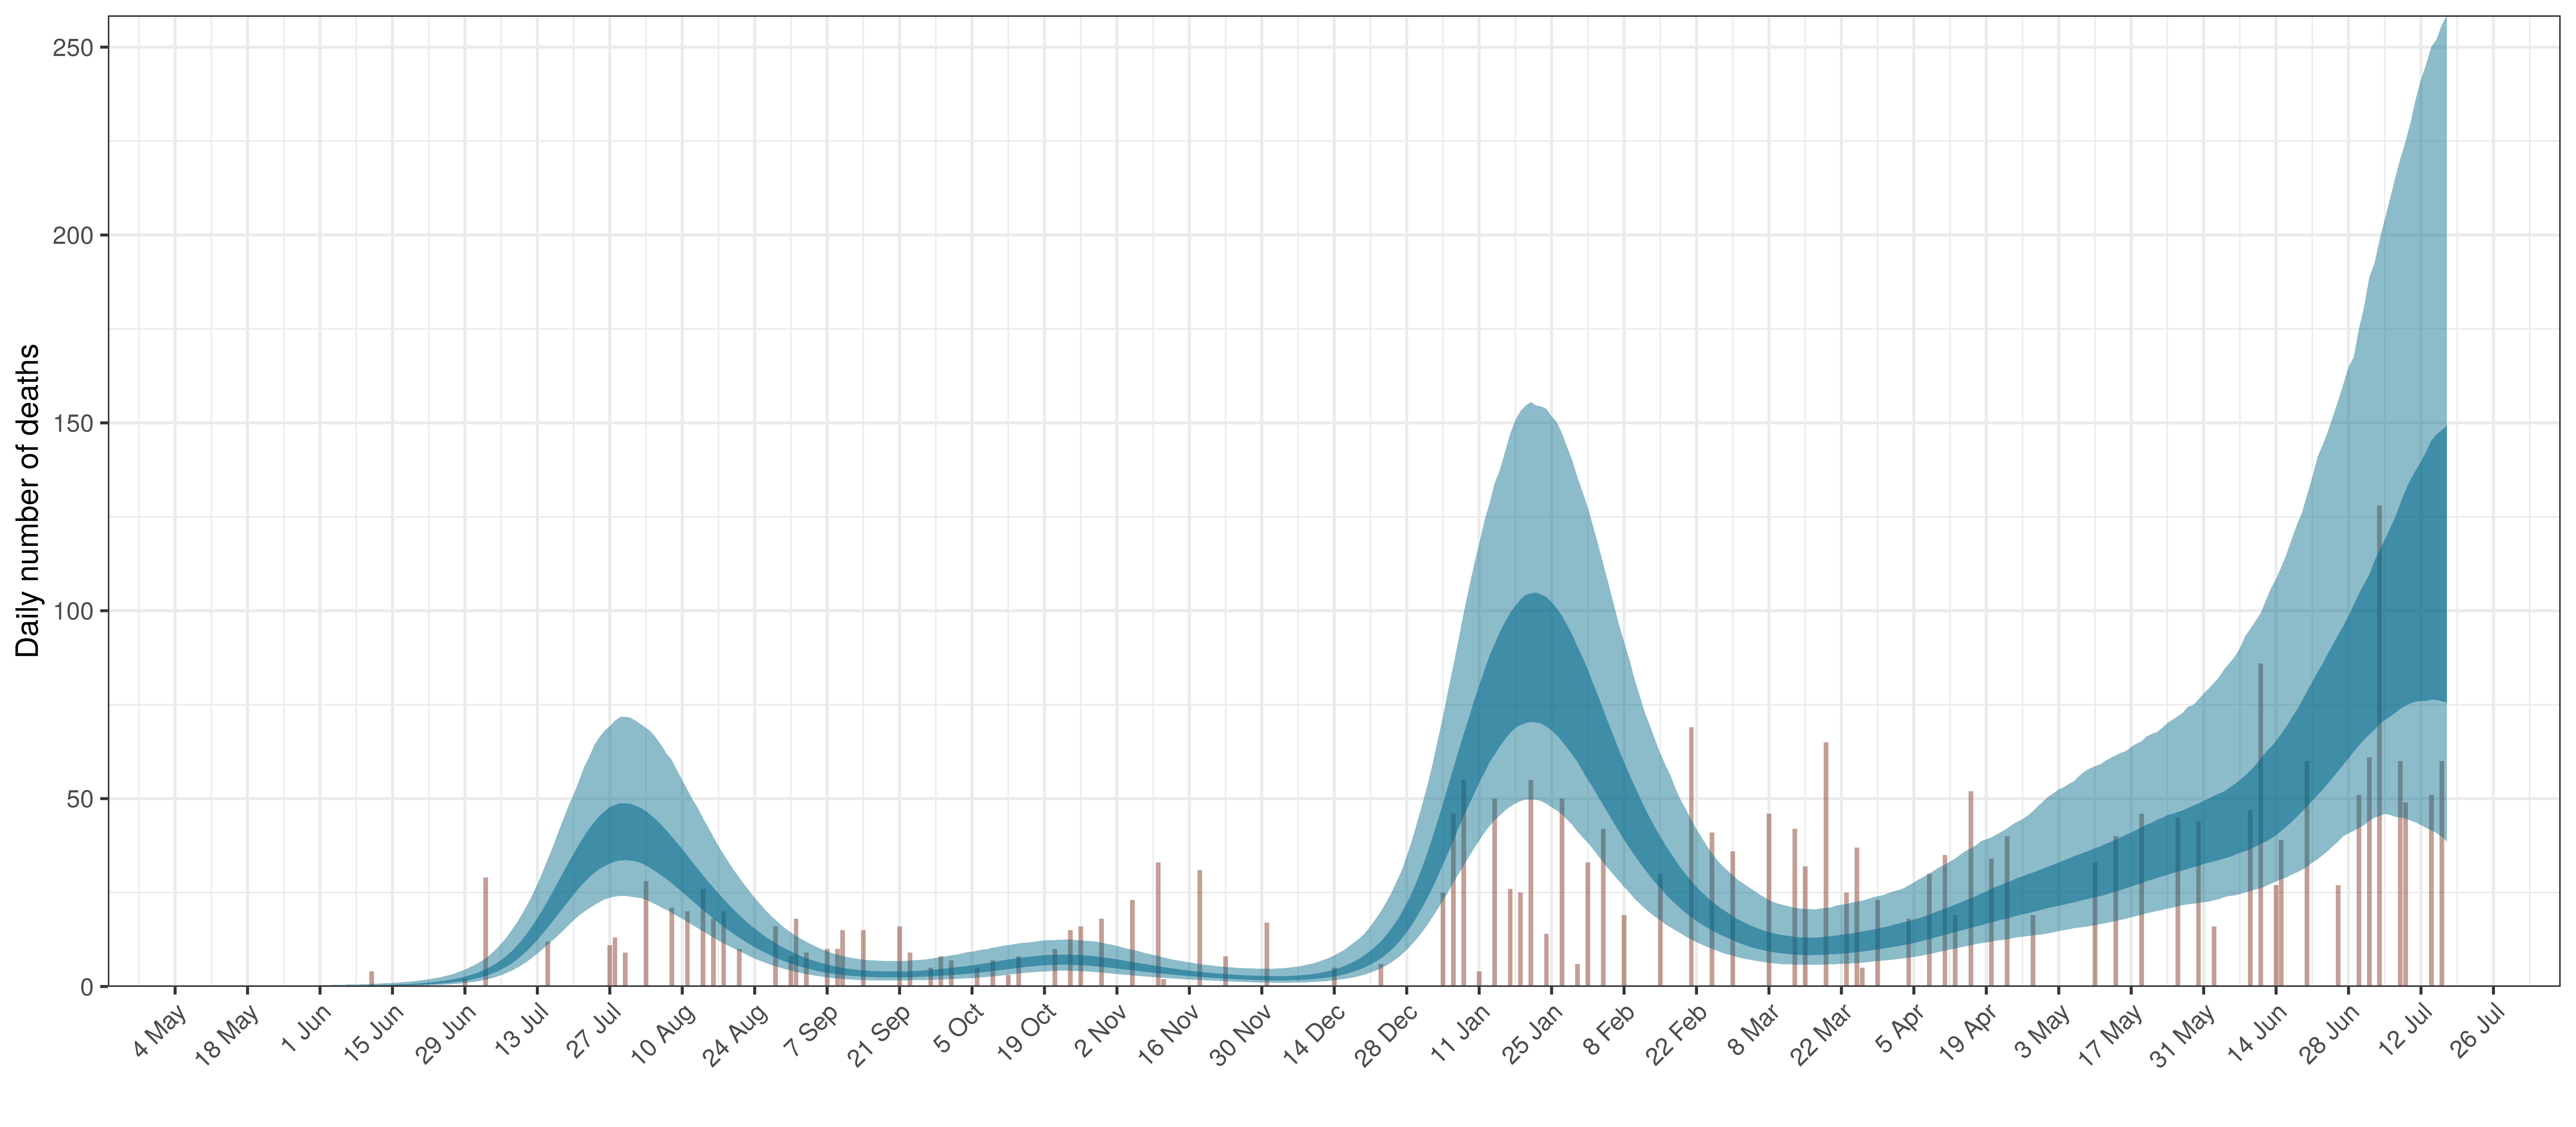 Daily number of deaths
250
200
150
100
50
0
4 May
18 May
1 Jun
15 Jun
29 Jun
13 Jul
27 Jul
10 Aug
24 Aug
7 Sep
21 Sep
5 Oct
19 Oct
2 Nov
16 Nov
30 Nov
14 Dec
28 Dec
11 Jan
25 Jan
8 Feb
22 Feb
8 Mar
22 Mar
5 Apr
19 Apr
3 May
17 May
31 May
14 Jun
28 Jun
12 Jul
26 Jul